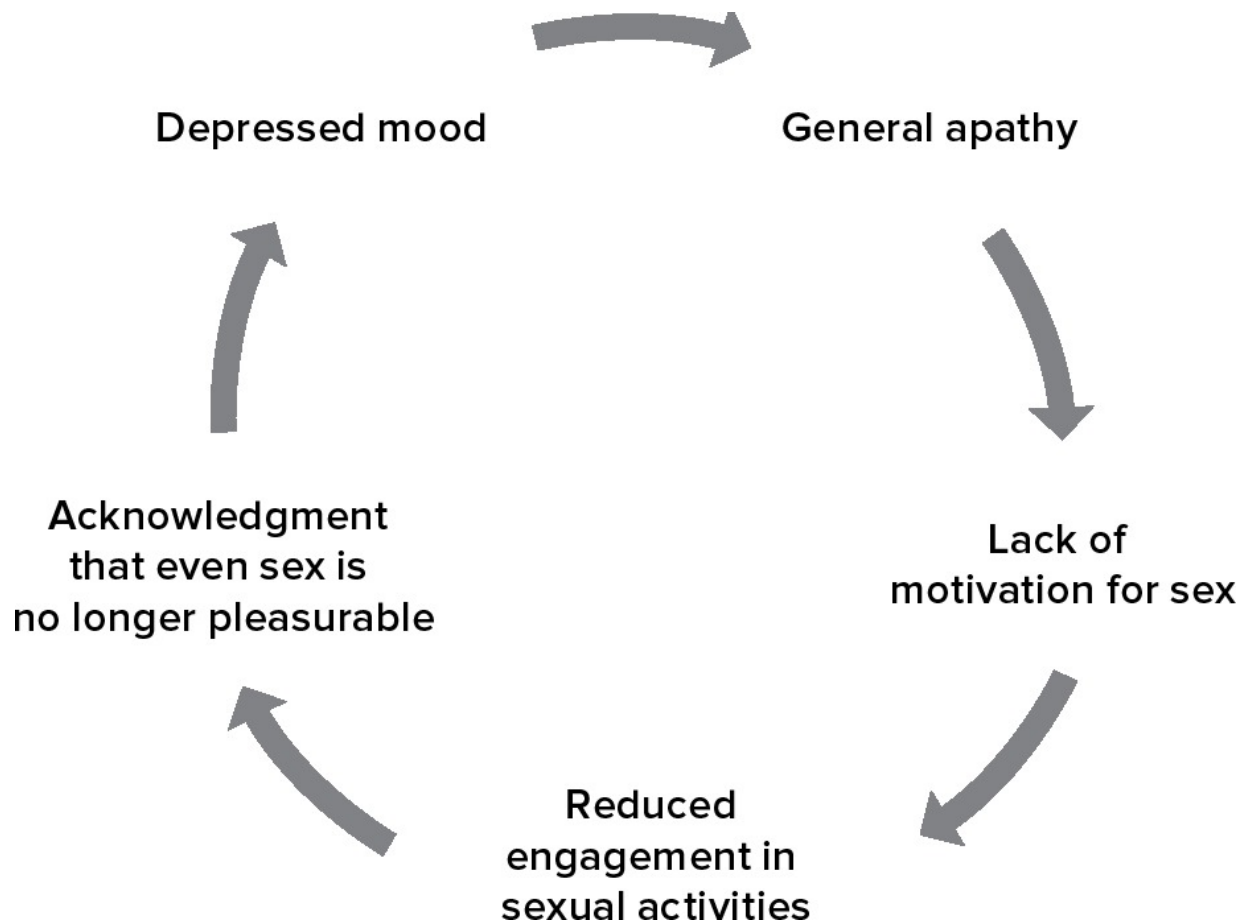 Depressed mood
General apathy
Lack of
motivation for sex
Reduced
engagement in
sexual activities
Acknowledgment
that even sex is
no longer pleasurable